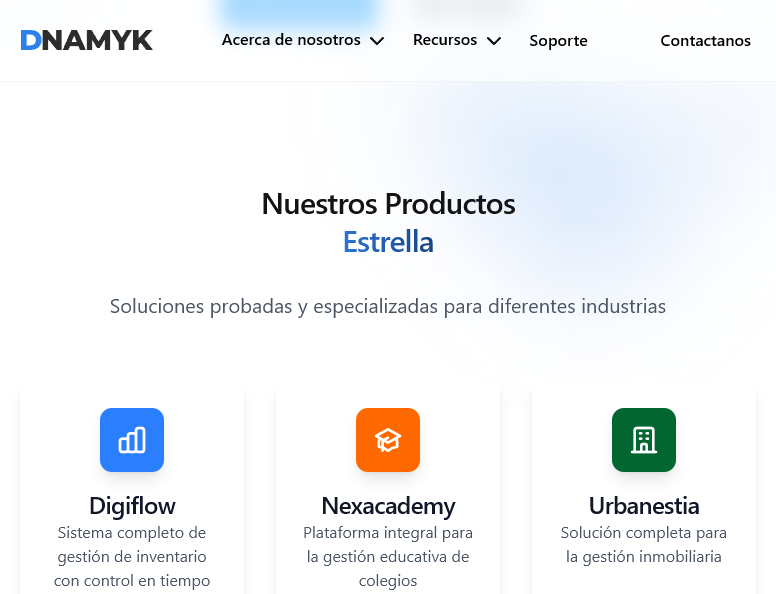 DNAMYK
Acerca de nosotros
Recursos
Soporte
Contactanos
Nuestros Productos
Estrella
Soluciones probadas y especializadas para diferentes industrias
Digiflow
Sistema completo de
gestión de inventario
con control en tiempo
Nexacademy
Plataforma integral para
la gestión educativa de
colegios
Urbanestia
Solución completa para
la gestión inmobiliaria